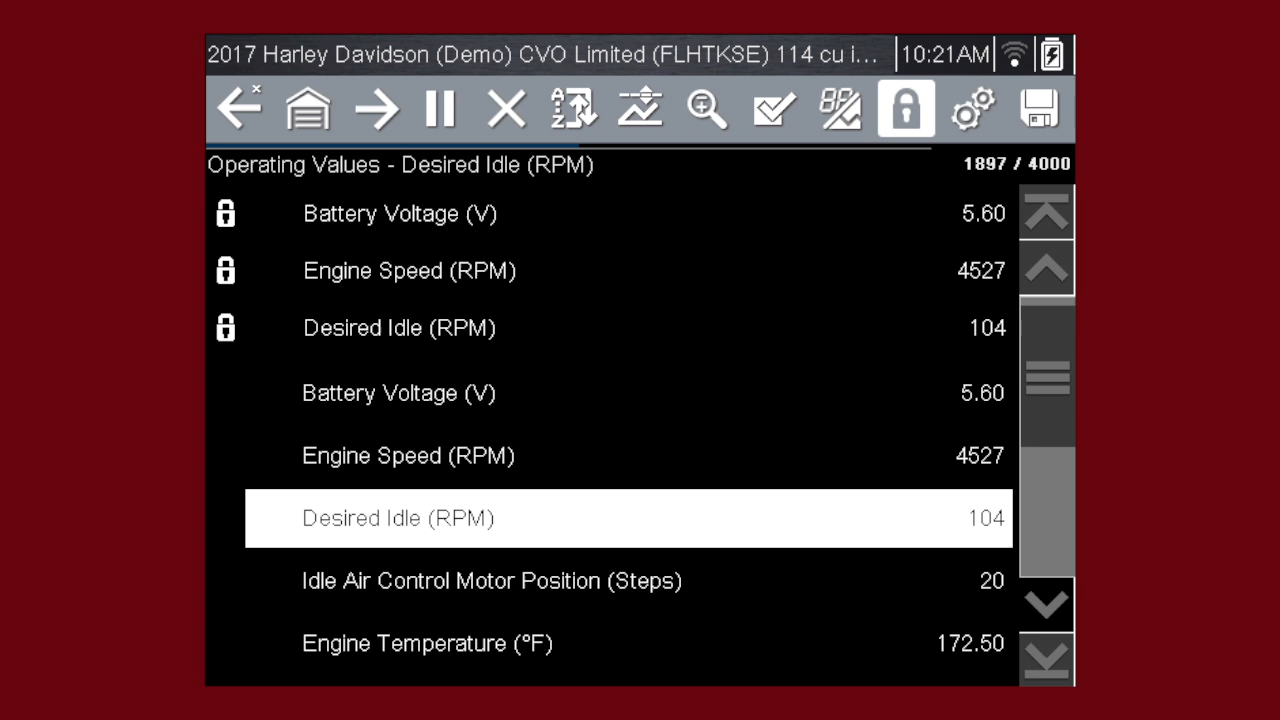 2017 Harley Davidson (Demo) CVO Limited (FLHTKSE) 114 cu i... 10:21AM
Operating Values - Desired Idle (RPM) 1897 / 4000
Battery Voltage (V) 5.60
Engine Speed (RPM) 4527
Desired Idle (RPM) 104
Battery Voltage (V) 5.60
Engine Speed (RPM) 4527
Desired Idle (RPM) 104
Idle Air Control Motor Position (Steps) 20
Engine Temperature (°F) 172.50